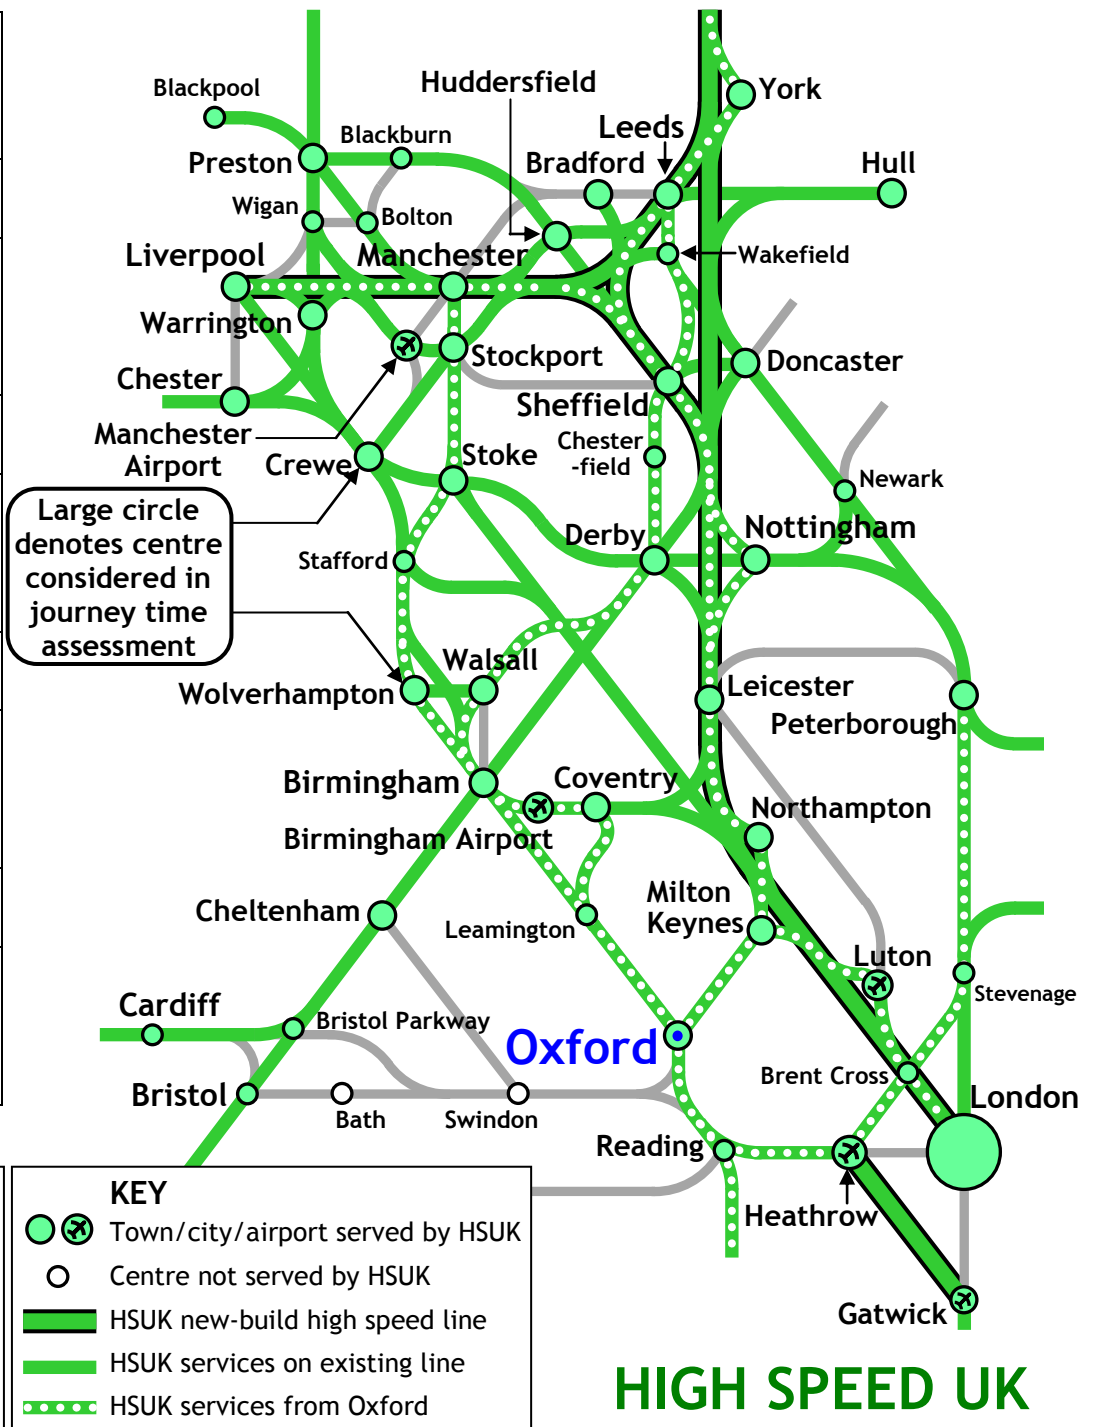 Huddersfield
Blackpool
York
Leeds
Blackburn
Bradford
Hull
Preston
Wigan
Bolton
Liverpool
Manchester
Wakefield
Warrington
Stockport
Doncaster
Chester
Sheffield
Manchester
Airport
Chester
-field
Crewe
Stoke
Newark
Large circle
denotes centre
considered in
journey time
assessment
Nottingham
Derby
Stafford
Walsall
Wolverhampton
Leicester
Peterborough
Birmingham
Coventry
Northampton
Birmingham Airport
Milton
Keynes
Cheltenham
Leamington
Luton
Stevenage
Cardiff
Bristol Parkway
Oxford
Brent Cross
London
Bristol
Bath
Swindon
Reading
Heathrow
Gatwick
KEY
Town/city/airport served by HSUK
Centre not served by HSUK
HSUK new-build high speed line
HSUK services on existing line
HSUK services from Oxford
HIGH SPEED UK